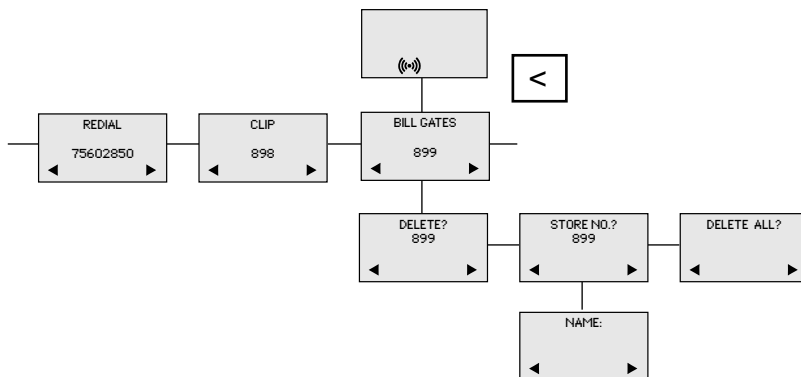 <
REDIAL
75602850
CLIP
898
BILL GATES
899
DELETE?
899
STORE NO.?
899
DELETE ALL?
NAME: